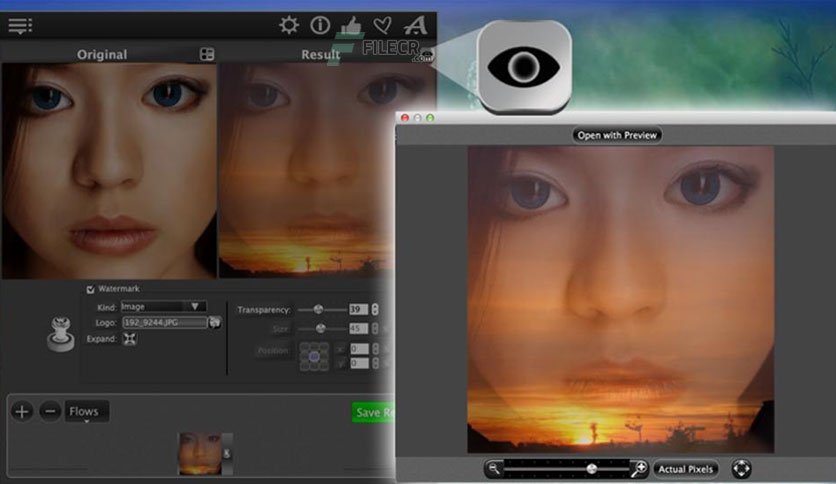 FILECR
.com
Original
Result
Open with Preview
Watermark
Kind: Image
Logo: 192_9244.JPG
Expand:
Transparency: 39
Size: 45
Position: x 0
y 0
Flows
Save Re
Actual Pixels